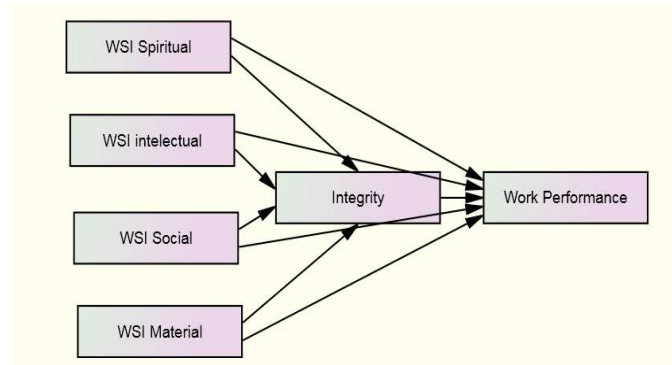 WSI Spiritual
WSI intelectual
Integrity
Work Performance
WSI Social
WSI Material